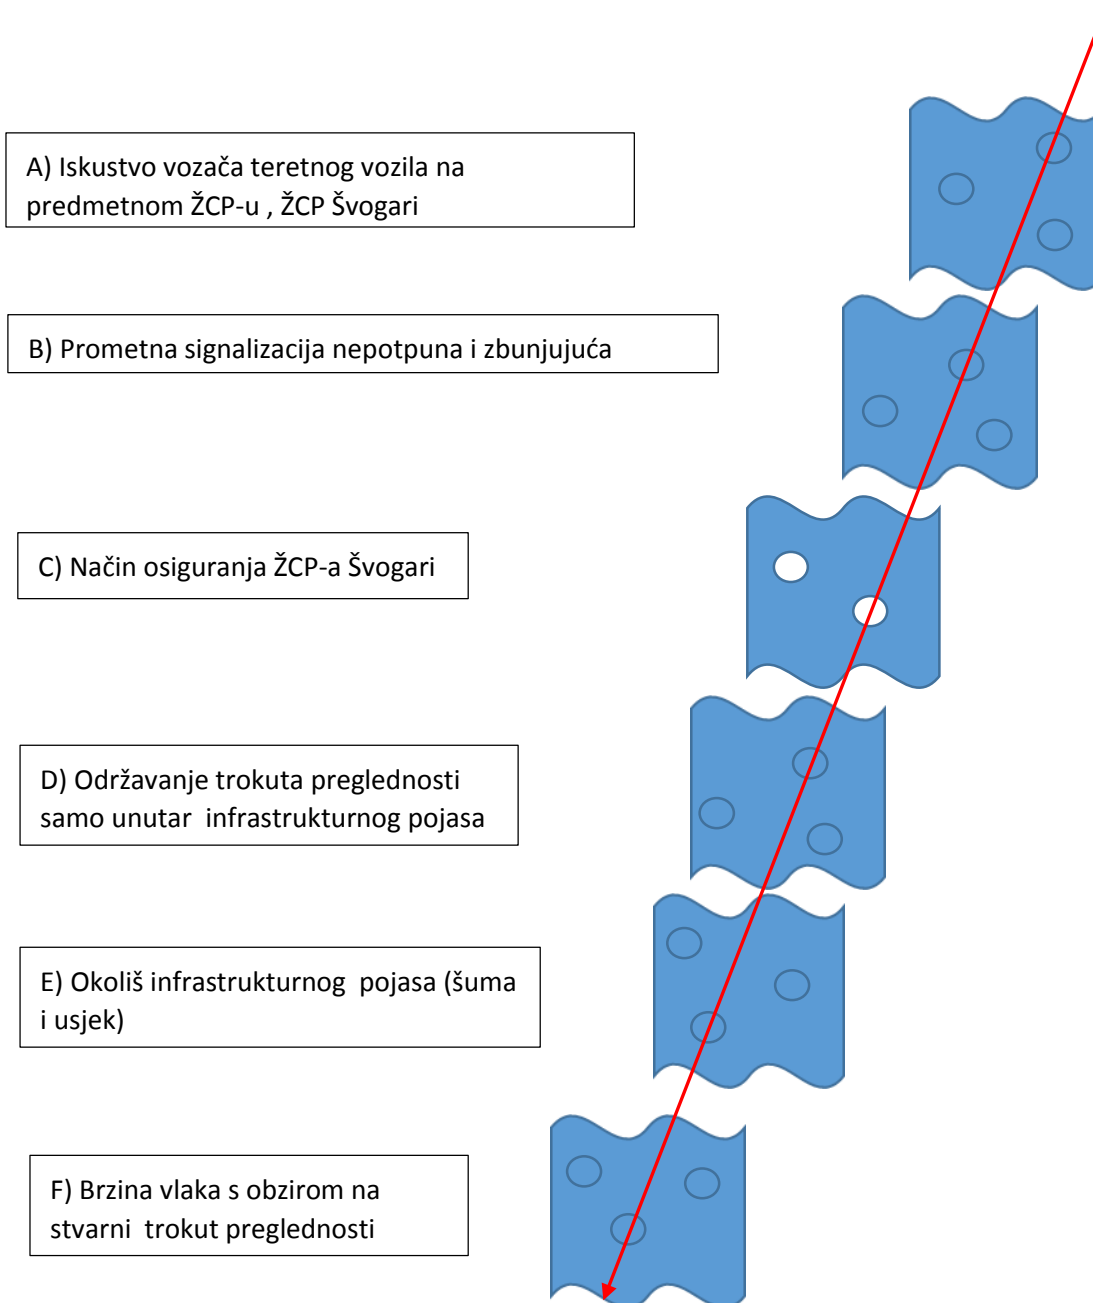 A) Iskustvo vozača teretnog vozila na
predmetnom ŽCP-u , ŽCP Švogari
B) Prometna signalizacija nepotpuna i zbunjujuća
C) Način osiguranja ŽCP-a Švogari
D) Održavanje trokuta preglednosti
samo unutar  infrastrukturnog pojasa
E) Okoliš infrastrukturnog  pojasa (šuma
i usjek)
F) Brzina vlaka s obzirom na
stvarni  trokut preglednosti